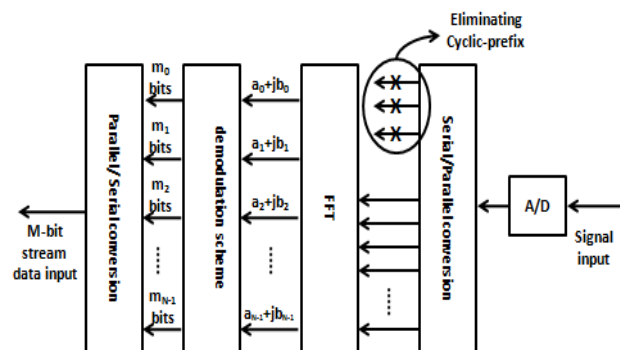 Eliminating
Cyclic-prefix
Parallel/Serial conversion
m0
bits
m1
bits
m2
bits
mN-1
bits
demodulation scheme
a0+jb0
a1+jb1
a2+jb2
aN-1+jbN-1
FFT
X
X
X
Serial/Parallel conversion
A/D
Signal
input
M-bit
stream
data input